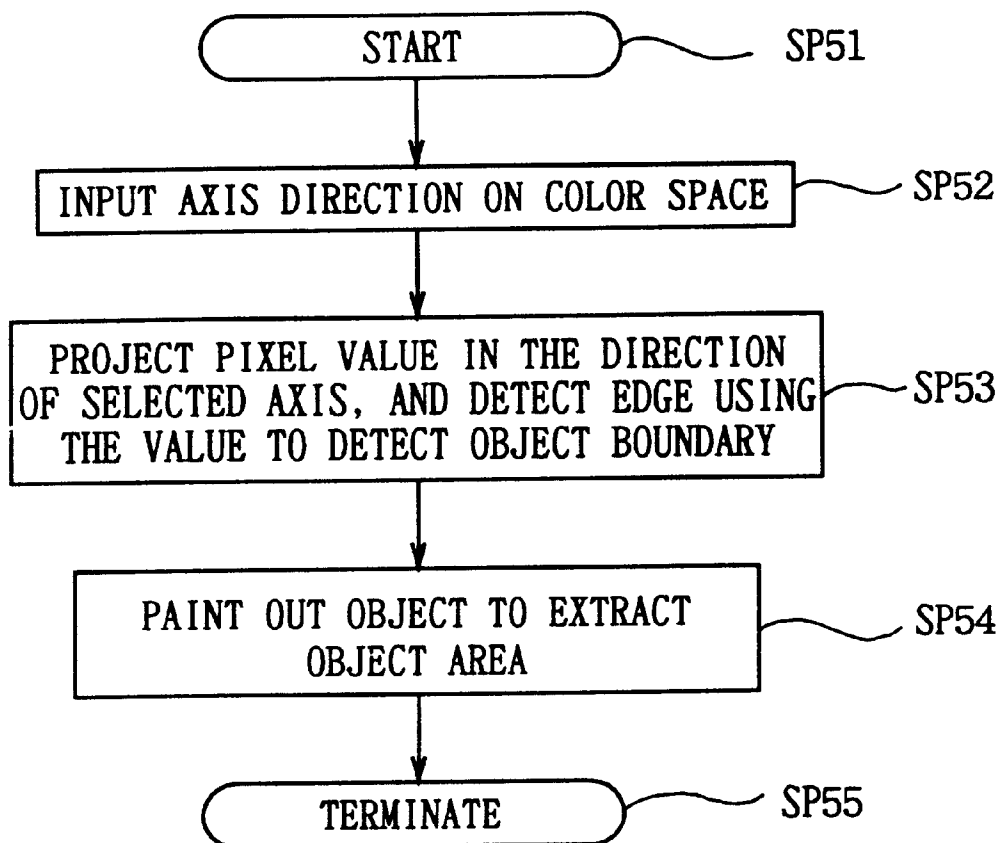 START
SP51
INPUT AXIS DIRECTION ON COLOR SPACE
SP52
PROJECT PIXEL VALUE IN THE DIRECTION
OF SELECTED AXIS, AND DETECT EDGE USING
THE VALUE TO DETECT OBJECT BOUNDARY
SP53
PAINT OUT OBJECT TO EXTRACT
OBJECT AREA
SP54
TERMINATE
SP55